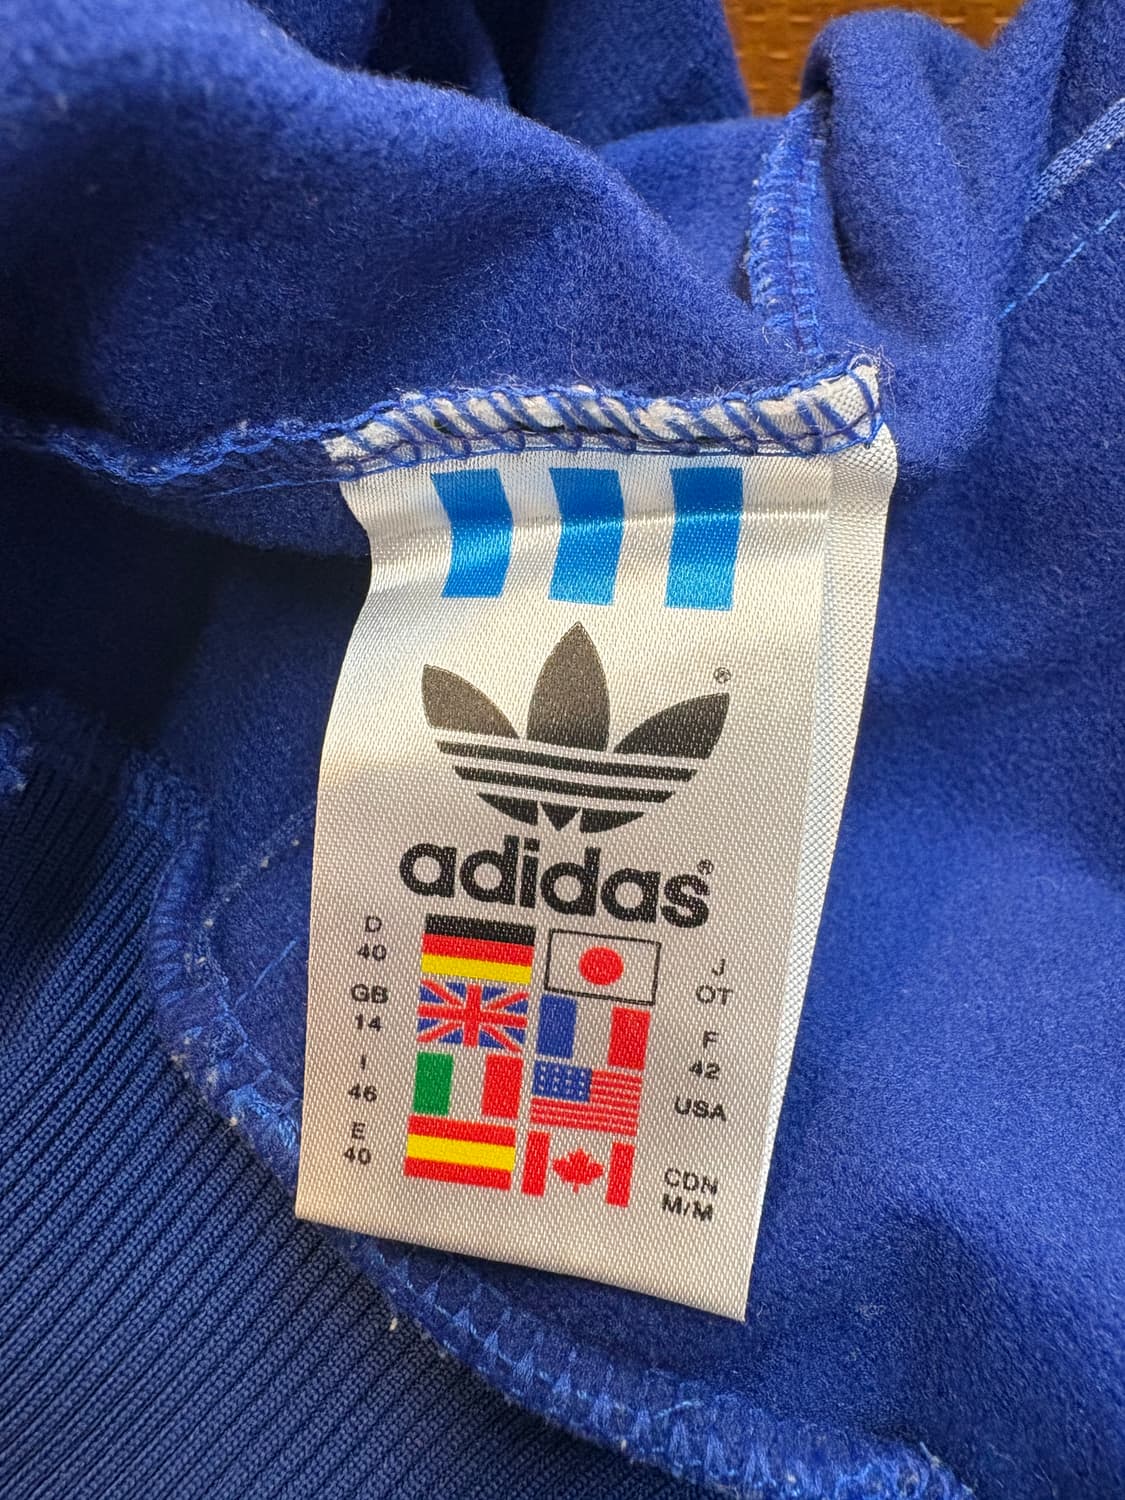 ®
adidas®
D
40
GB
14
I
46
E
40
J
OT
F
42
USA
CDN
M/M